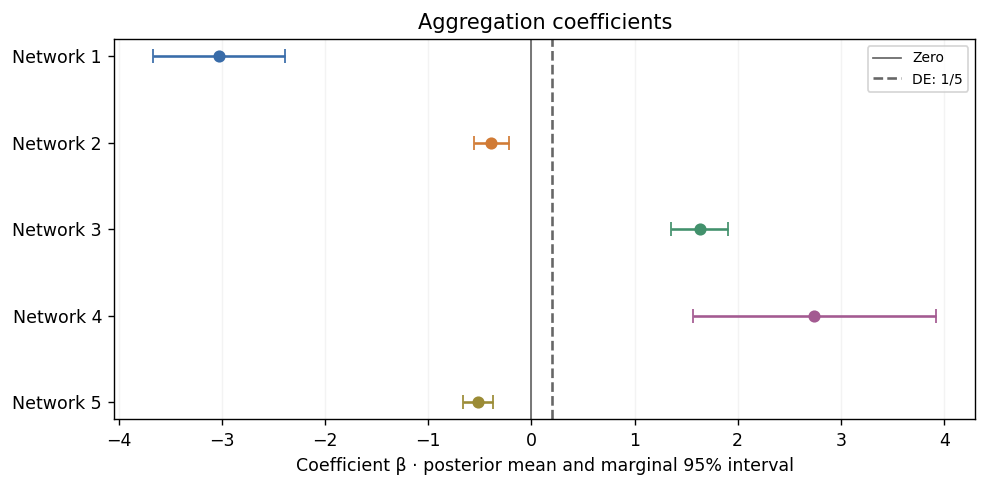 Aggregation coefficients
Network 1
Network 2
Network 3
Network 4
Network 5
Zero
DE: 1/5
−4 −3 −2 −1 0 1 2 3 4
Coefficient β · posterior mean and marginal 95% interval